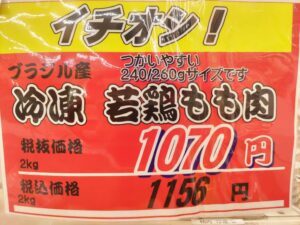 イチオシ!
ブラジル産
つかいやすい
240/260gサイズです
冷凍 若鶏もも肉
税抜価格
2kg
1070円
税込価格
2kg
1156円